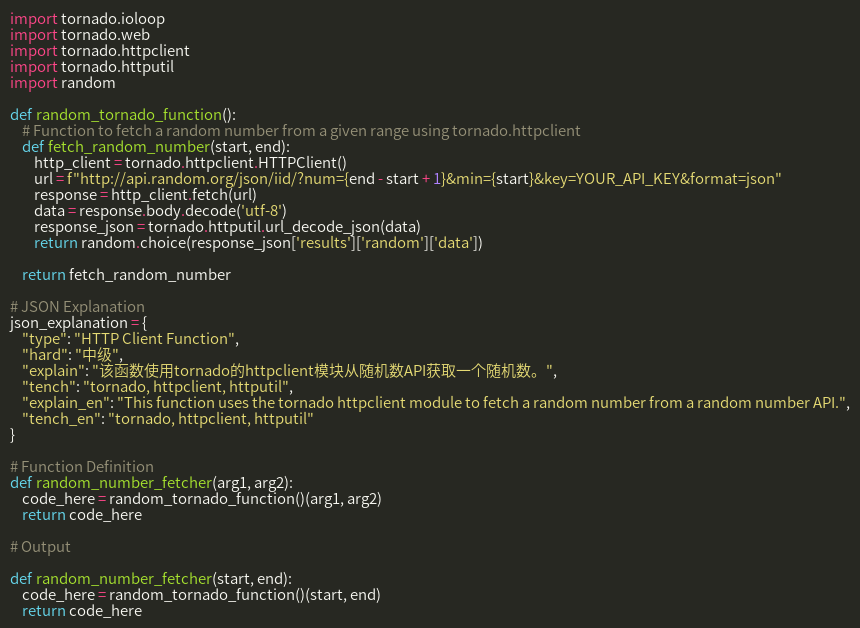 import tornado.ioloop
import tornado.web
import tornado.httpclient
import tornado.httputil
import random

def random_tornado_function():
    # Function to fetch a random number from a given range using tornado.httpclient
    def fetch_random_number(start, end):
        http_client = tornado.httpclient.HTTPClient()
        url = f"http://api.random.org/json/iid/?num={end - start + 1}&min={start}&key=YOUR_API_KEY&format=json"
        response = http_client.fetch(url)
        data = response.body.decode('utf-8')
        response_json = tornado.httputil.url_decode_json(data)
        return random.choice(response_json['results']['random']['data'])

    return fetch_random_number

# JSON Explanation
json_explanation = {
    "type": "HTTP Client Function",
    "hard": "中级",
    "explain": "该函数使用tornado的httpclient模块从随机数API获取一个随机数。",
    "tench": "tornado, httpclient, httputil",
    "explain_en": "This function uses the tornado httpclient module to fetch a random number from a random number API.",
    "tench_en": "tornado, httpclient, httputil"
}

# Function Definition
def random_number_fetcher(arg1, arg2):
    code_here = random_tornado_function()(arg1, arg2)
    return code_here

# Output

def random_number_fetcher(start, end):
    code_here = random_tornado_function()(start, end)
    return code_here